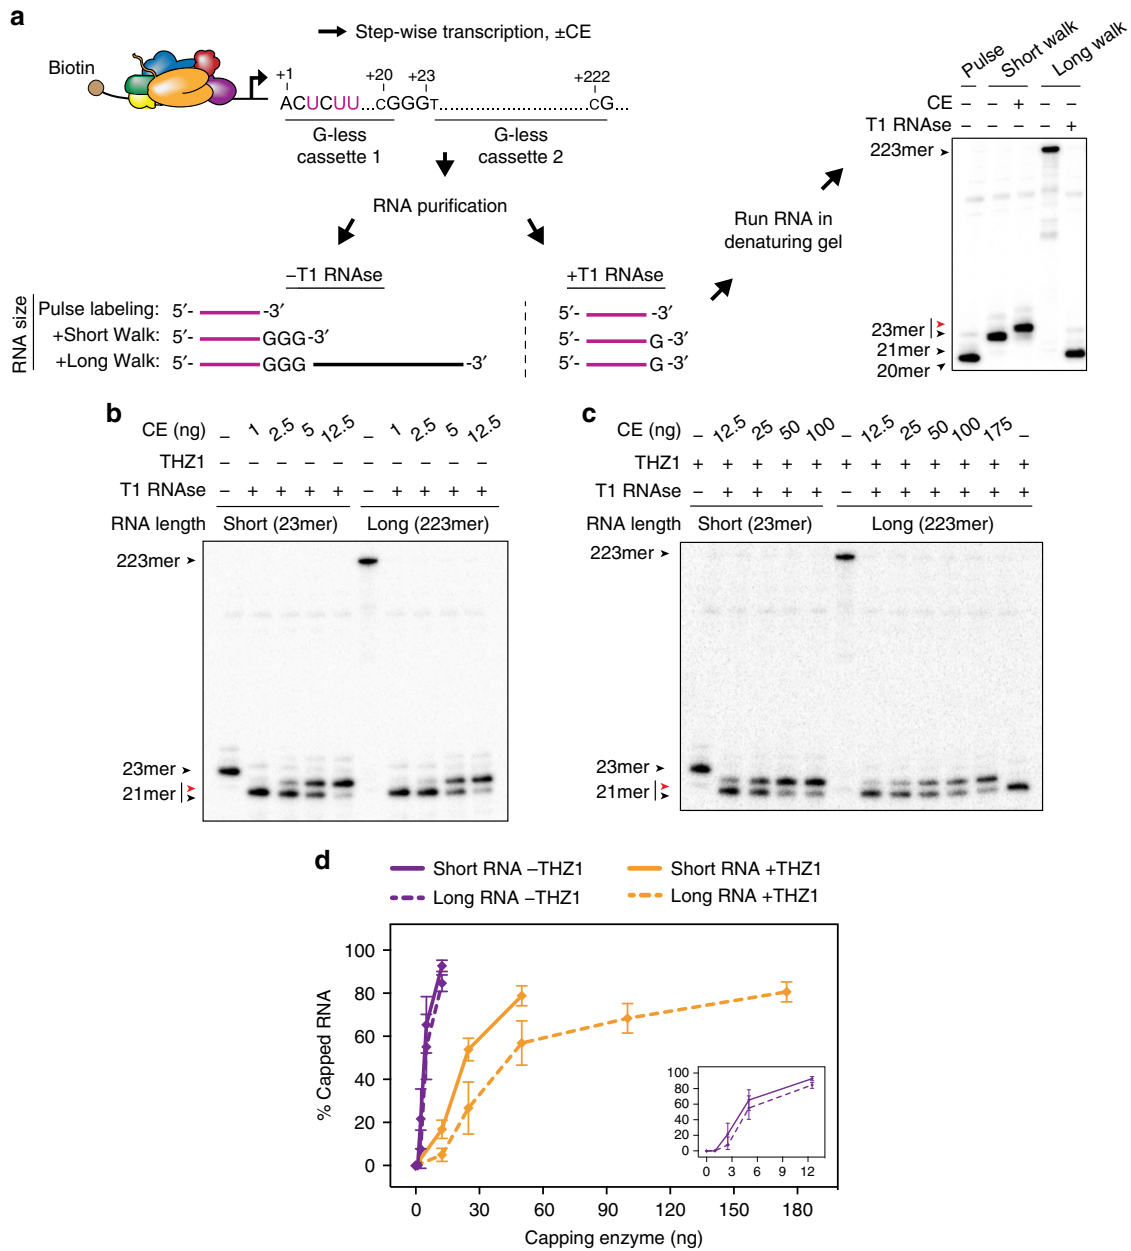 a
Step-wise transcription, ±CE
Biotin
+1 +20 +23 +222
ACUCUU...CGGGT..............................CG...
G-less cassette 1
G-less cassette 2
RNA purification
Run RNA in
denaturing gel
–T1 RNAse
+T1 RNAse
RNA size
Pulse labeling: 5′- -3′
+Short Walk: 5′- GGG-3′
+Long Walk: 5′- GGG -3′
5′- -3′
5′- G-3′
5′- G-3′
Pulse Short walk Long walk
CE – – + – –
T1 RNAse – – – – +
223mer
23mer
21mer
20mer
b
CE (ng) – 1 2.5 5 12.5 – 1 2.5 5 12.5
THZ1 – – – – – – – – – –
T1 RNAse – + + + + – + + + +
RNA length Short (23mer) Long (223mer)
223mer
23mer
21mer
c
CE (ng) – 12.5 25 50 100 – 12.5 25 50 100 175 –
THZ1 + + + + + + + + + + + +
T1 RNAse – + + + + – + + + + + +
RNA length Short (23mer) Long (223mer)
223mer
23mer
21mer
d
Short RNA –THZ1
Short RNA +THZ1
Long RNA –THZ1
Long RNA +THZ1
% Capped RNA
100
80
60
40
20
0
0 30 60 90 120 150 180
Capping enzyme (ng)
100
80
60
40
20
0
0 3 6 9 12